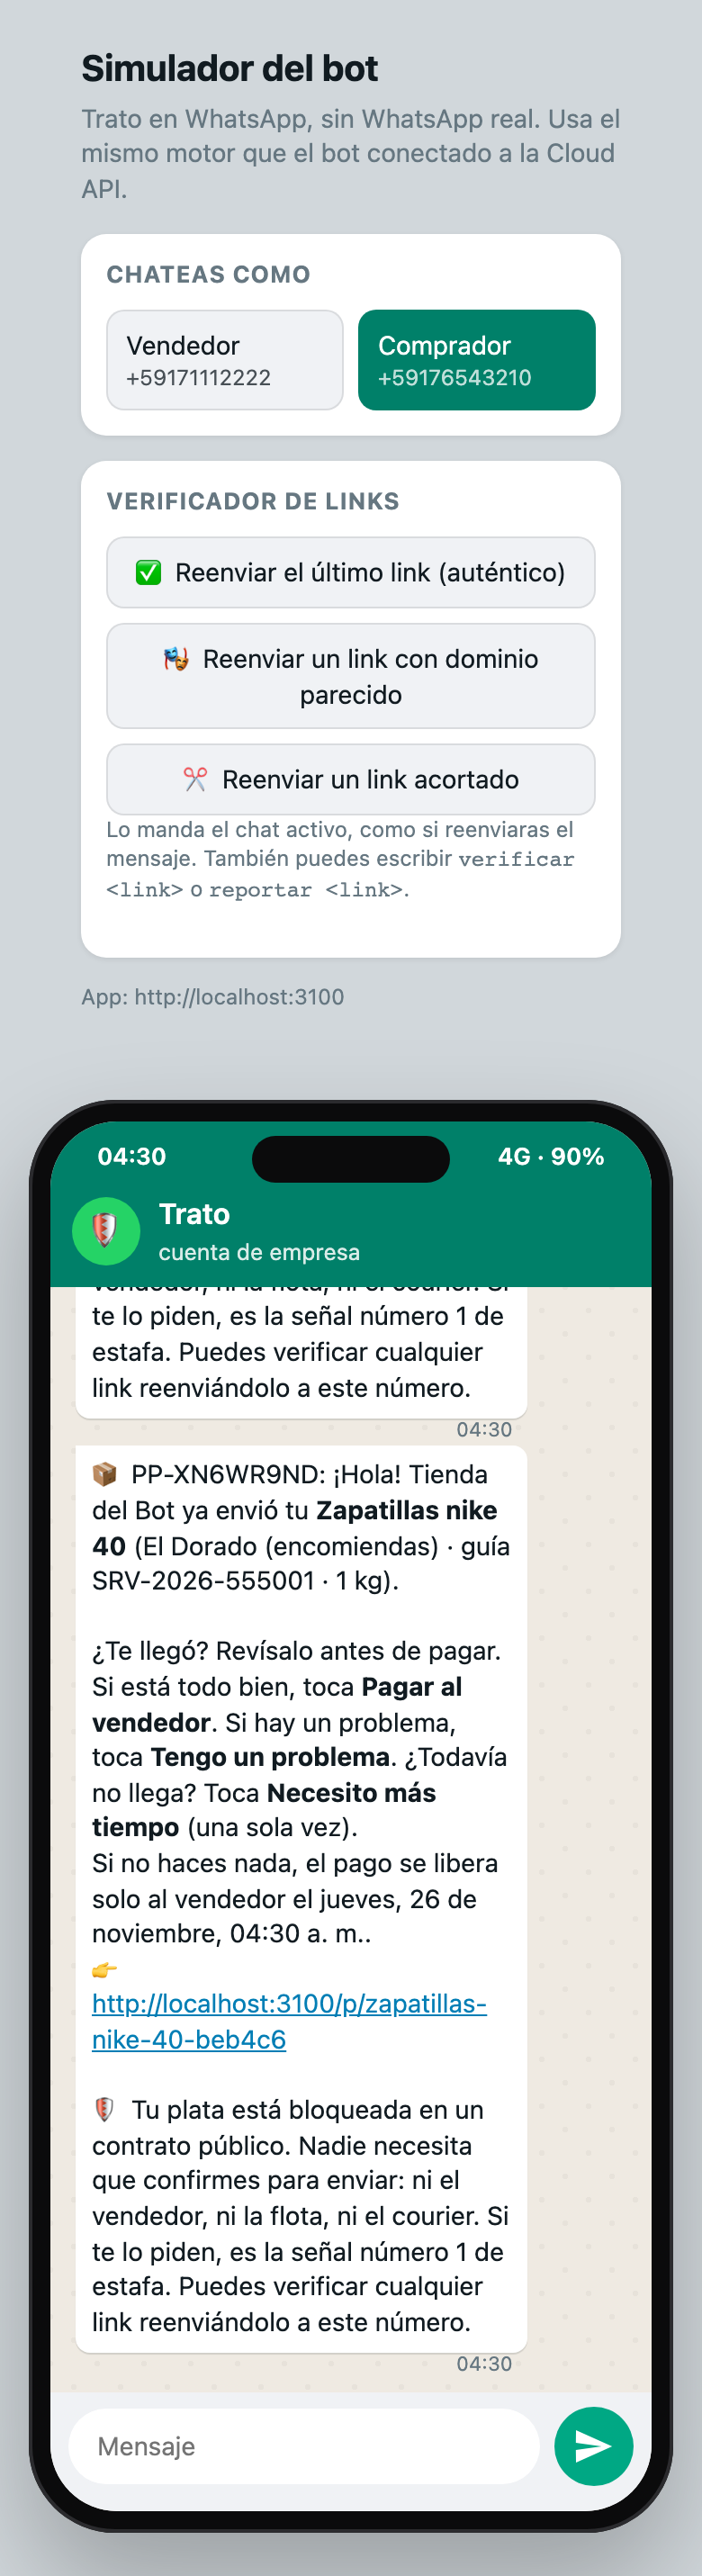 Simulador del bot
Trato en WhatsApp, sin WhatsApp real. Usa el
mismo motor que el bot conectado a la Cloud
API.
CHATEAS COMO
Vendedor
+59171112222
Comprador
+59176543210
VERIFICADOR DE LINKS
✅ Reenviar el último link (auténtico)
🎭 Reenviar un link con dominio
parecido
✂️ Reenviar un link acortado
Lo manda el chat activo, como si reenviaras el
mensaje. También puedes escribir verificar
<link> o reportar <link>.
App: http://localhost:3100
04:30
4G · 90%
Trato
cuenta de empresa
vendedor, ni la flota, ni el courier. Si
te lo piden, es la señal número 1 de
estafa. Puedes verificar cualquier
link reenviándolo a este número.
04:30
📦 PP-XN6WR9ND: ¡Hola! Tienda
del Bot ya envió tu Zapatillas nike
40 (El Dorado (encomiendas) · guía
SRV-2026-555001 · 1 kg).
¿Te llegó? Revísalo antes de pagar.
Si está todo bien, toca Pagar al
vendedor. Si hay un problema,
toca Tengo un problema. ¿Todavía
no llega? Toca Necesito más
tiempo (una sola vez).
Si no haces nada, el pago se libera
solo al vendedor el jueves, 26 de
noviembre, 04:30 a. m..
👉
http://localhost:3100/p/zapatillas-
nike-40-beb4c6
🛡️ Tu plata está bloqueada en un
contrato público. Nadie necesita
que confirmes para enviar: ni el
vendedor, ni la flota, ni el courier. Si
te lo piden, es la señal número 1 de
estafa. Puedes verificar cualquier
link reenviándolo a este número.
04:30
Mensaje